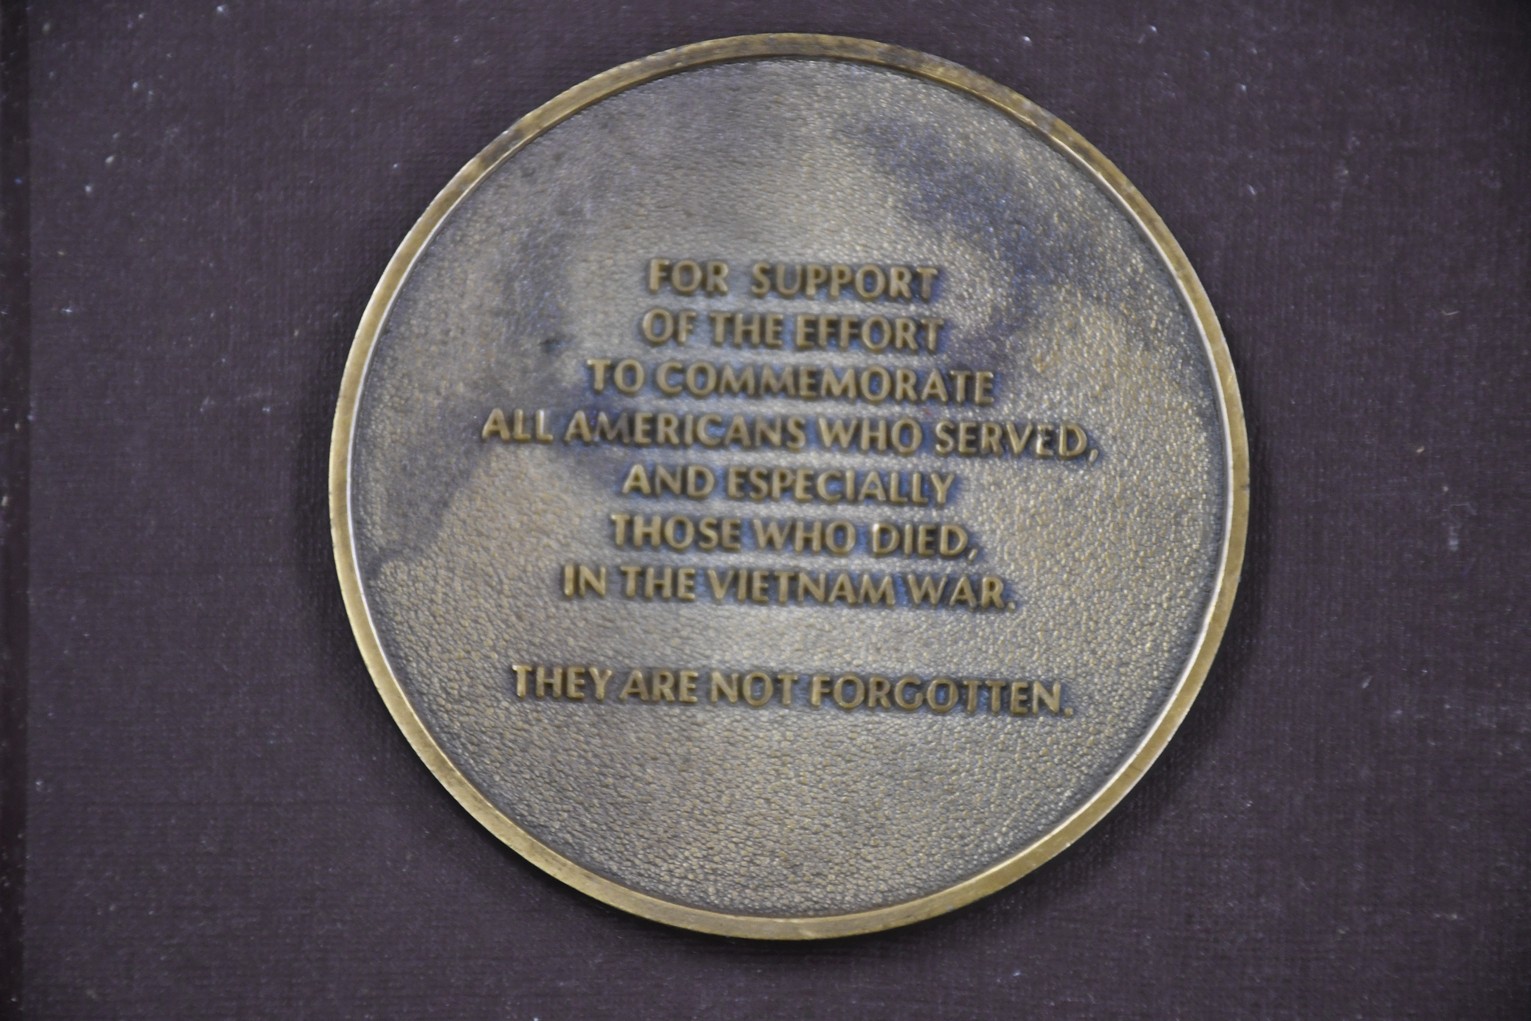 FOR SUPPORT
OF THE EFFORT
TO COMMEMORATE
ALL AMERICANS WHO SERVED,
AND ESPECIALLY
THOSE WHO DIED,
IN THE VIETNAM WAR.
THEY ARE NOT FORGOTTEN.